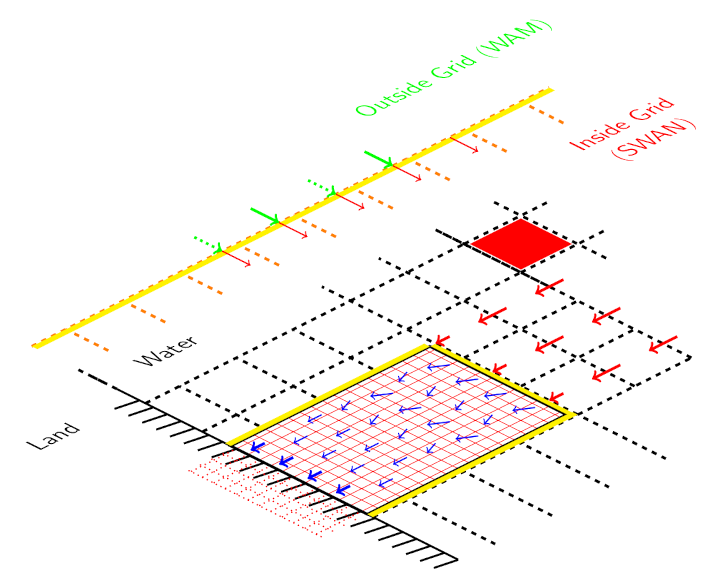 Outside Grid (WAM)
Inside Grid
(SWAN)
Water
Land